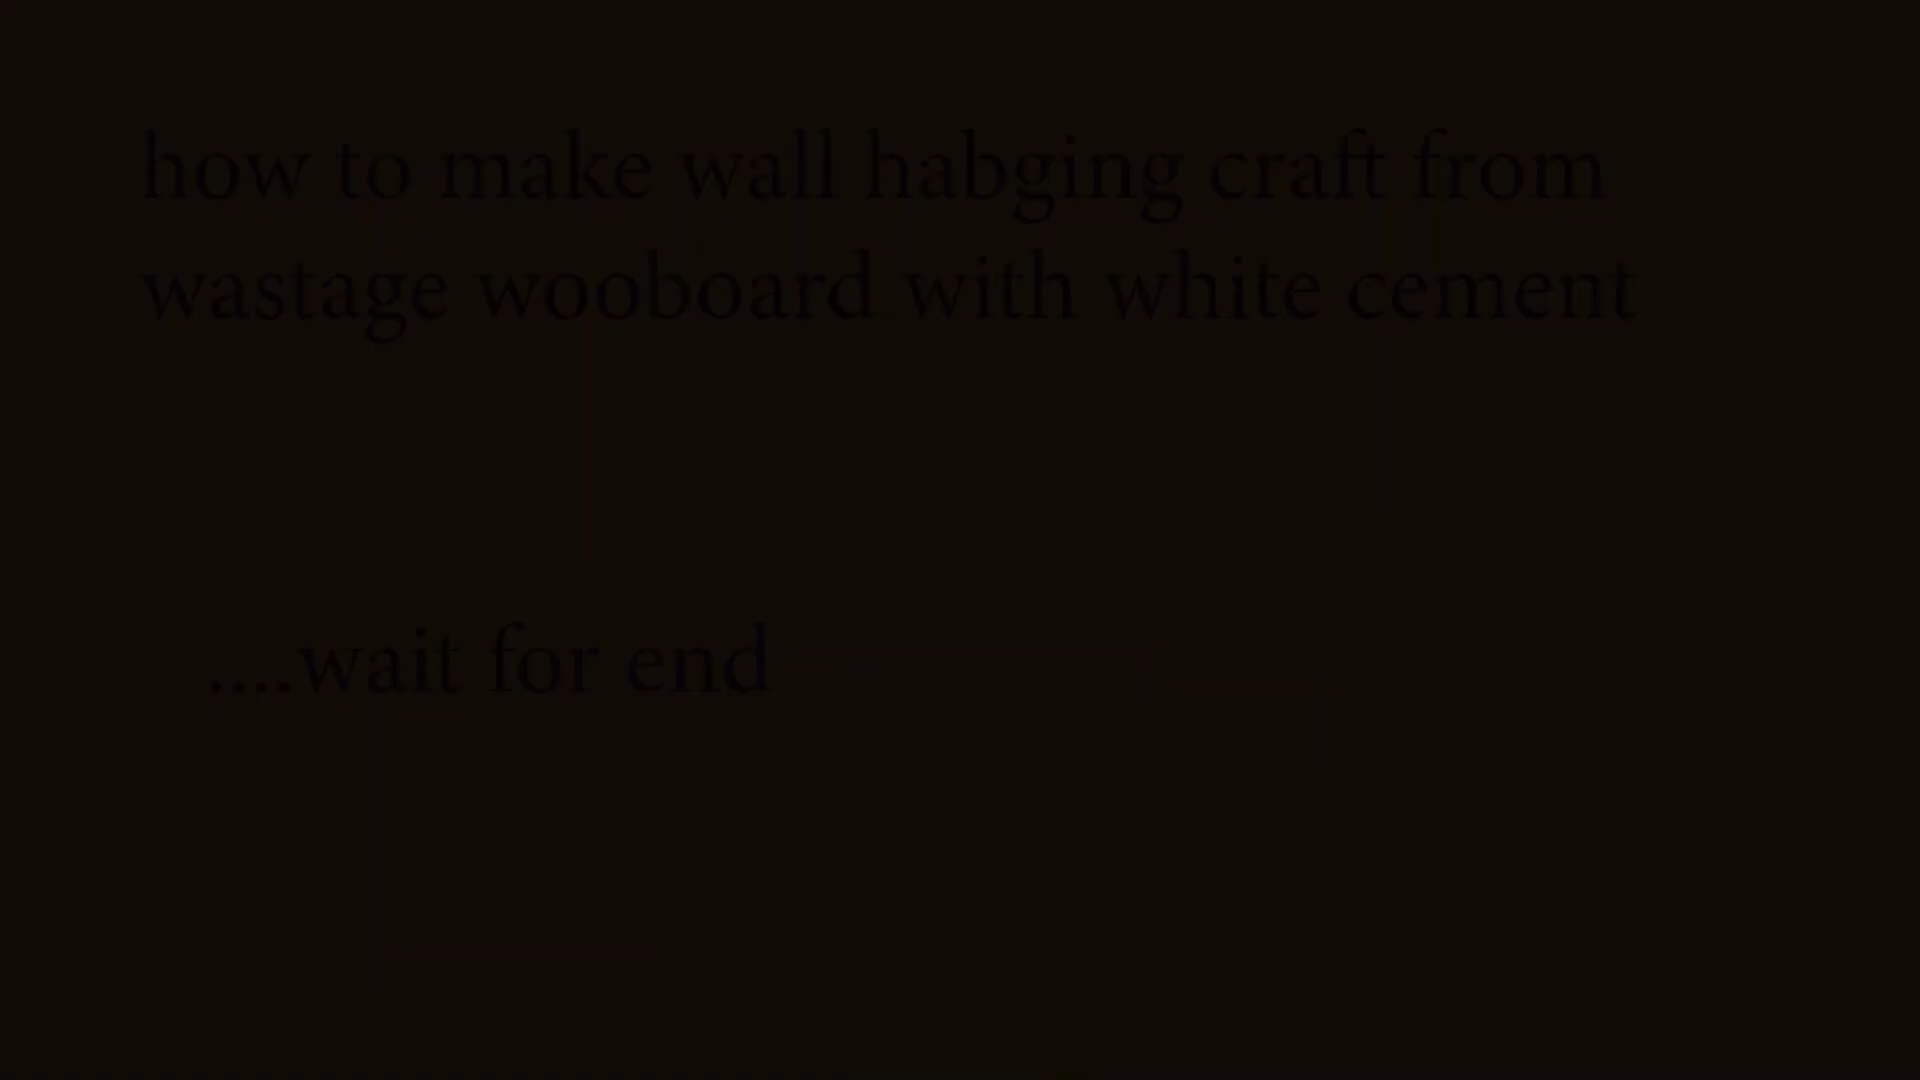 how to make wall habging craft from
wastage wooboard with white cement
....wait for end